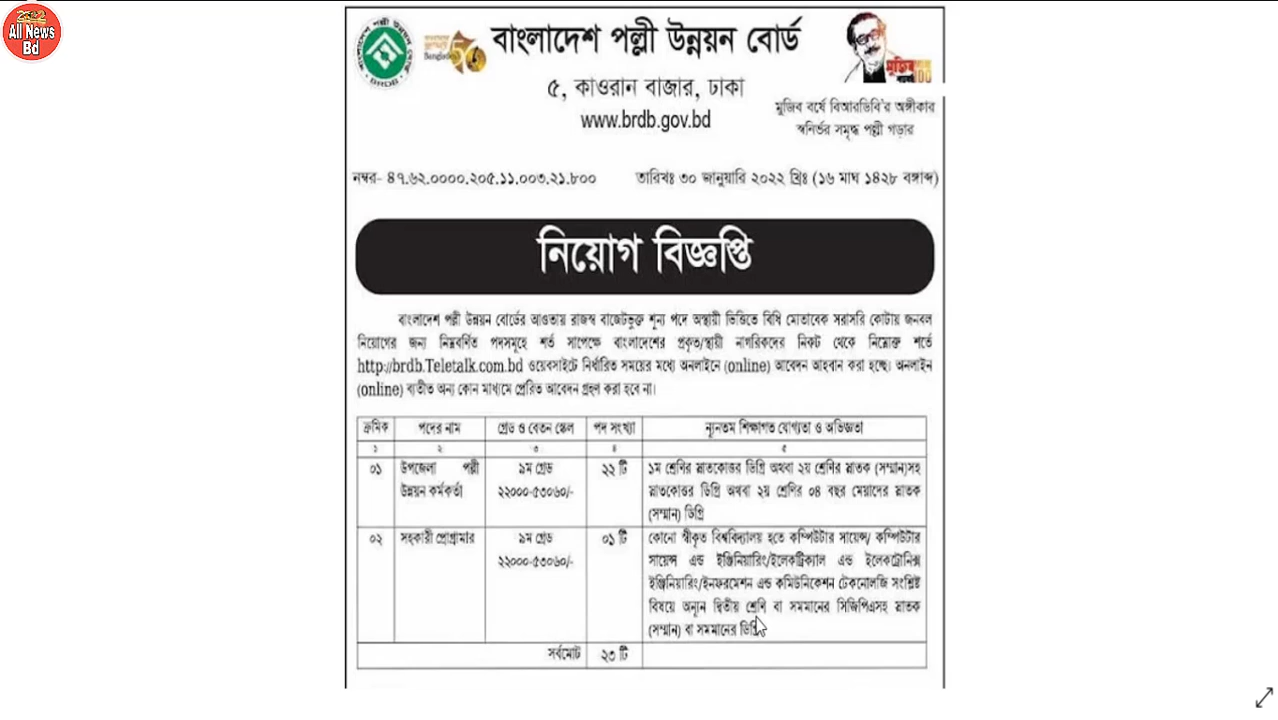 2022
All News
Bd
বাংলাদেশ পল্লী উন্নয়ন বোর্ড
৫, কাওরান বাজার, ঢাকা
www.brdb.gov.bd
মুজিব বর্ষে বিআরডিবি'র অঙ্গীকার
স্বনির্ভর সমৃদ্ধ পল্লী গড়ার
নম্বর- ৪৭.৬২.০০০০.২০৫.১১.০০৩.২১.৮০০ তারিখঃ ৩০ জানুয়ারি ২০২২ খ্রিঃ (১৬ মাঘ ১৪২৮ বঙ্গাব্দ)
নিয়োগ বিজ্ঞপ্তি
বাংলাদেশ পল্লী উন্নয়ন বোর্ডের আওতায় রাজস্ব বাজেটভুক্ত শূন্য পদে অস্থায়ী ভিত্তিতে বিধি মোতাবেক সরাসরি কোটায় জনবল
নিয়োগের জন্য নিম্নবর্ণিত পদসমূহে শর্ত সাপেক্ষে বাংলাদেশের প্রকৃত/স্থায়ী নাগরিকদের নিকট থেকে নিম্নোক্ত শর্তে
http://brdb.Teletalk.com.bd ওয়েবসাইটে নির্ধারিত সময়ের মধ্যে অনলাইনে (online) আবেদন আহবান করা হচ্ছে। অনলাইন
(online) ব্যতীত অন্য কোন মাধ্যমে প্রেরিত আবেদন গ্রহণ করা হবে না।
ক্রমিক পদের নাম গ্রেড ও বেতন স্কেল পদ সংখ্যা ন্যূনতম শিক্ষাগত যোগ্যতা ও অভিজ্ঞতা
১ ২ ৩ ৪ ৫
০১ উপজেলা পল্লী ৯ম গ্রেড ২২ টি ১ম শ্রেণির স্নাতকোত্তর ডিগ্রি অথবা ২য় শ্রেণির স্নাতক (সম্মান)সহ
উন্নয়ন কর্মকর্তা ২২০০০-৫৩০৬০/- স্নাতকোত্তর ডিগ্রি অথবা ২য় শ্রেণির ০৪ বছর মেয়াদের স্নাতক
(সম্মান) ডিগ্রি
০২ সহকারী প্রোগ্রামার ৯ম গ্রেড ০১ টি কোনো স্বীকৃত বিশ্ববিদ্যালয় হতে কম্পিউটার সায়েন্স/ কম্পিউটার
২২০০০-৫৩০৬০/- সায়েন্স এন্ড ইঞ্জিনিয়ারিং/ইলেকট্রিক্যাল এন্ড ইলেকট্রোনিক্স
ইঞ্জিনিয়ারিং/ইনফরমেশন এন্ড কমিউনিকেশন টেকনোলজি সংশ্লিষ্ট
বিষয়ে অন্যূন দ্বিতীয় শ্রেণি বা সমমানের সিজিপিএসহ স্নাতক
(সম্মান) বা সমমানের ডিগ্রি
সর্বমোট ২৩ টি